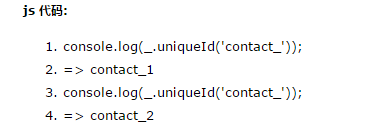 js 代码:
1. console.log(_.uniqueId('contact_'));
2. => contact_1
3. console.log(_.uniqueId('contact_'));
4. => contact_2